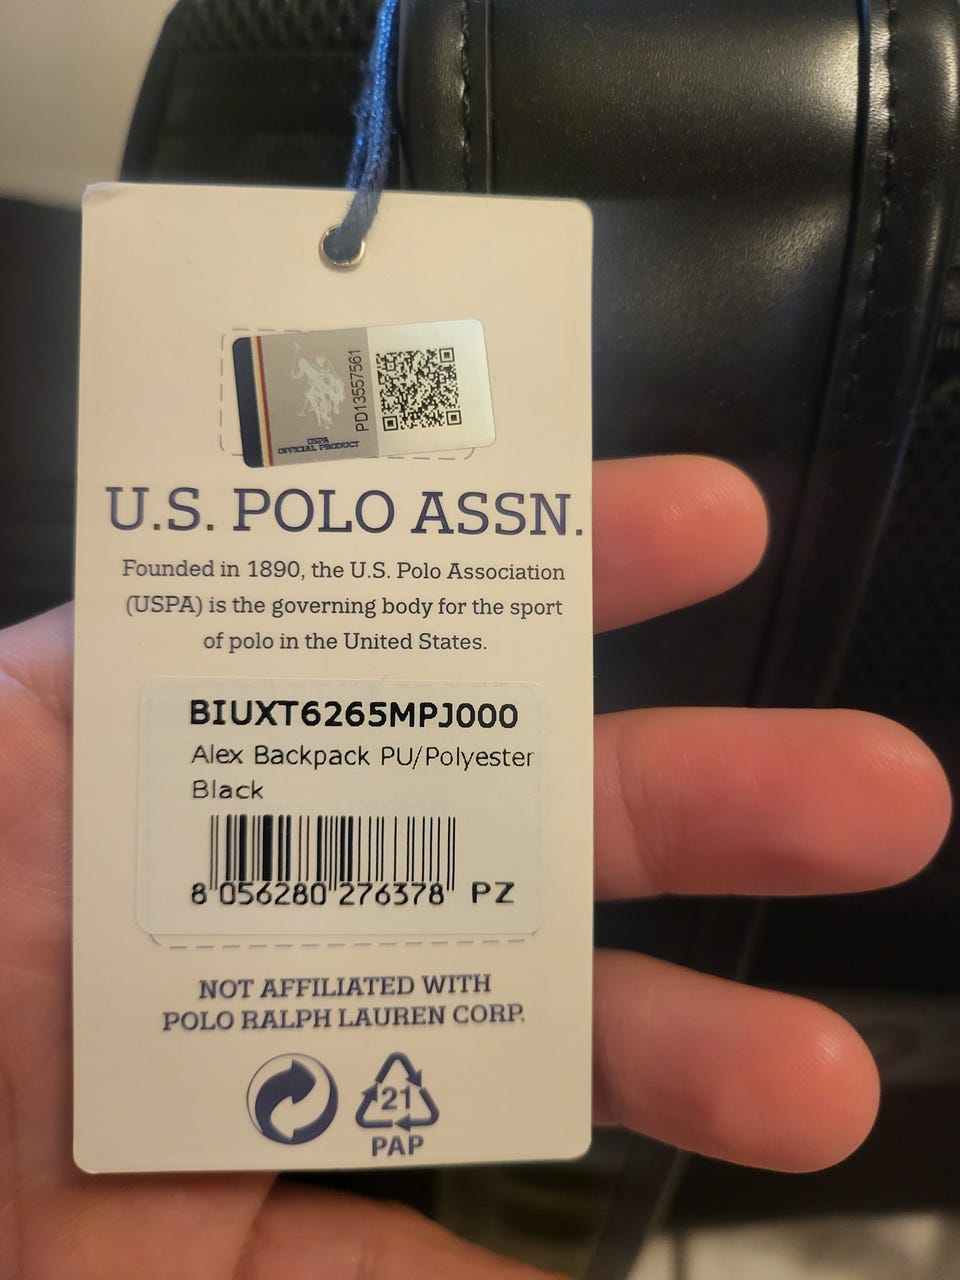 USPA
OFFICIAL PRODUCT
PD13557561
U.S. POLO ASSN.
Founded in 1890, the U.S. Polo Association
(USPA) is the governing body for the sport
of polo in the United States.
BIUXT6265MPJ000
Alex Backpack PU/Polyester
Black
8 056280 276378 PZ
NOT AFFILIATED WITH
POLO RALPH LAUREN CORP.
21
PAP